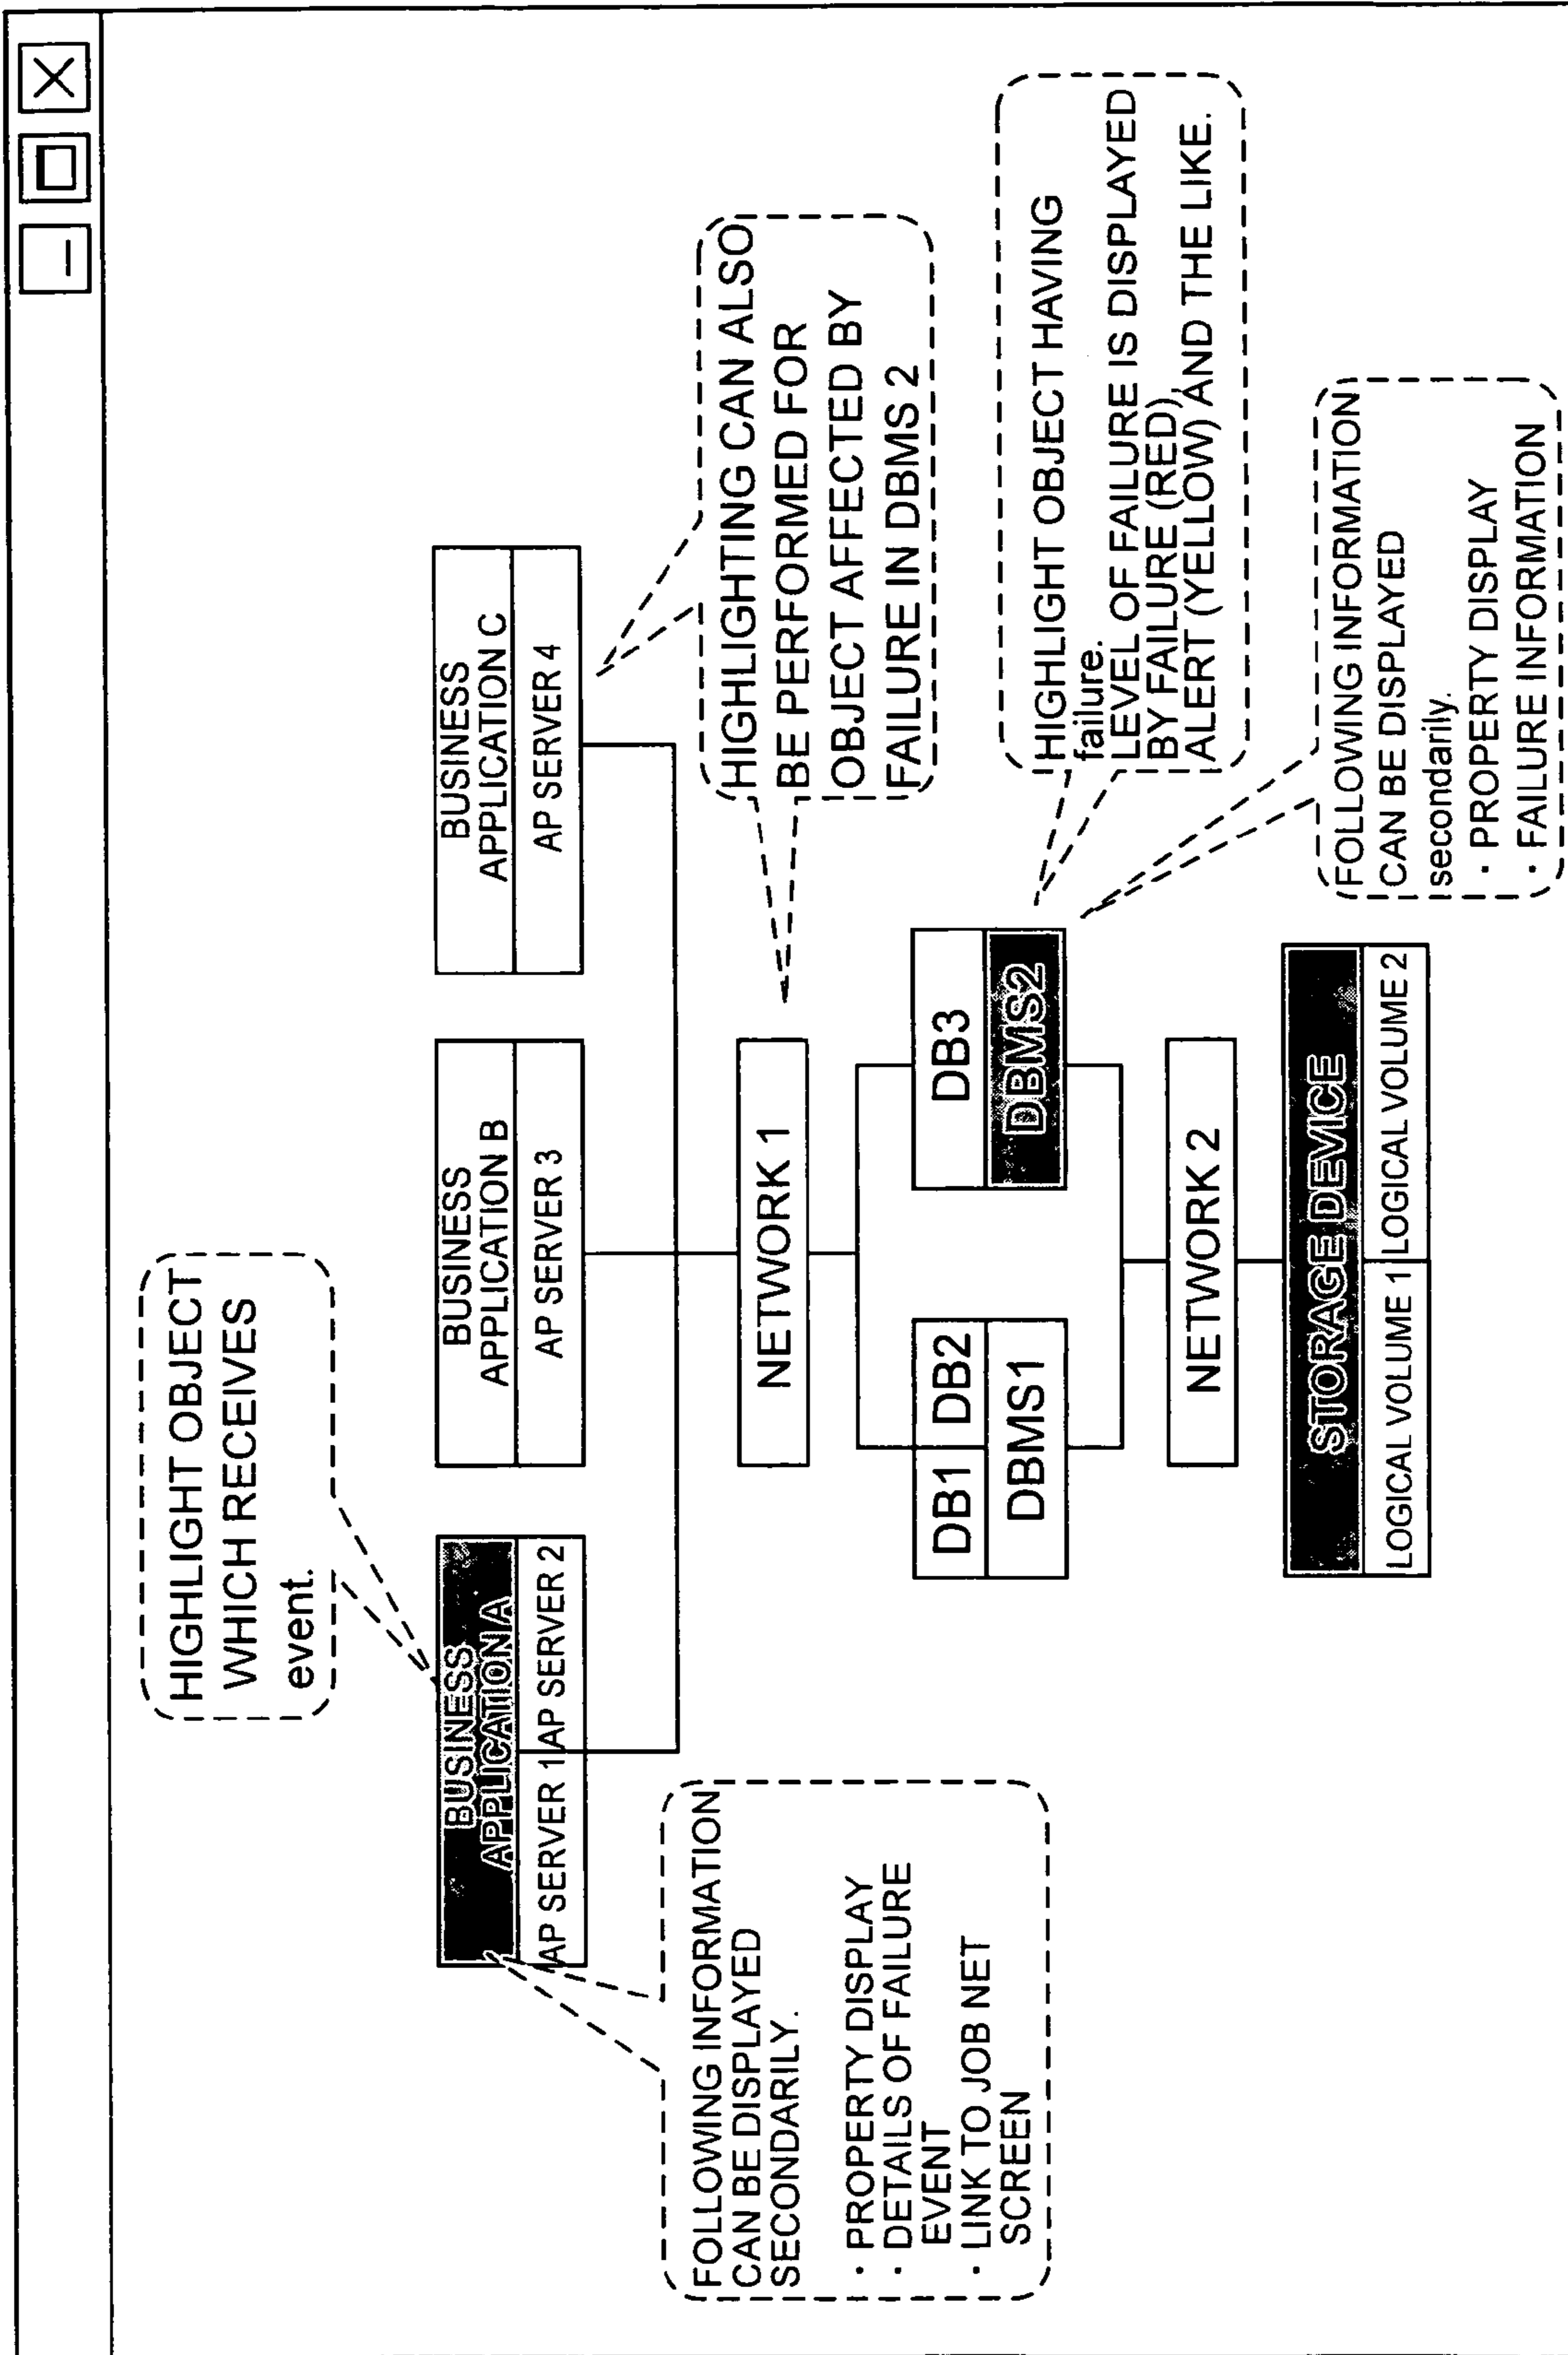 HIGHLIGHT OBJECT
WHICH RECEIVES
event.
BUSINESS
APPLICATION A
AP SERVER 1
AP SERVER 2
BUSINESS
APPLICATION B
AP SERVER 3
BUSINESS
APPLICATION C
AP SERVER 4
FOLLOWING INFORMATION
CAN BE DISPLAYED
SECONDARILY.
· PROPERTY DISPLAY
· DETAILS OF FAILURE
EVENT
· LINK TO JOB NET
SCREEN
NETWORK 1
HIGHLIGHTING CAN ALSO
BE PERFORMED FOR
OBJECT AFFECTED BY
FAILURE IN DBMS 2
DB1
DB2
DBMS1
DB3
DBMS2
HIGHLIGHT OBJECT HAVING
failure.
LEVEL OF FAILURE IS DISPLAYED
BY FAILURE (RED),
ALERT (YELLOW) AND THE LIKE.
NETWORK 2
STORAGE DEVICE
LOGICAL VOLUME 1
LOGICAL VOLUME 2
FOLLOWING INFORMATION
CAN BE DISPLAYED
secondarily.
· PROPERTY DISPLAY
· FAILURE INFORMATION